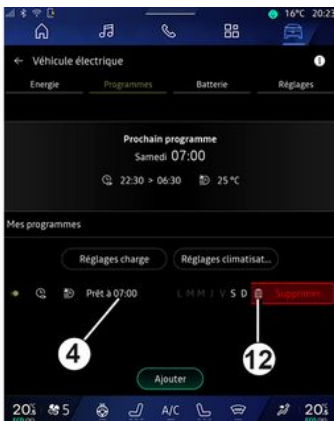 16°C 20:23
← Véhicule électrique
Energie Programmes Batterie Réglages
Prochain programme
Samedi 07:00
22:30 > 06:30 25 °C
Mes programmes
Réglages charge Réglages climatisat...
Prêt à 07:00 L M M J V S D Supprimer
4 12
Ajouter
20 5 A/C 20